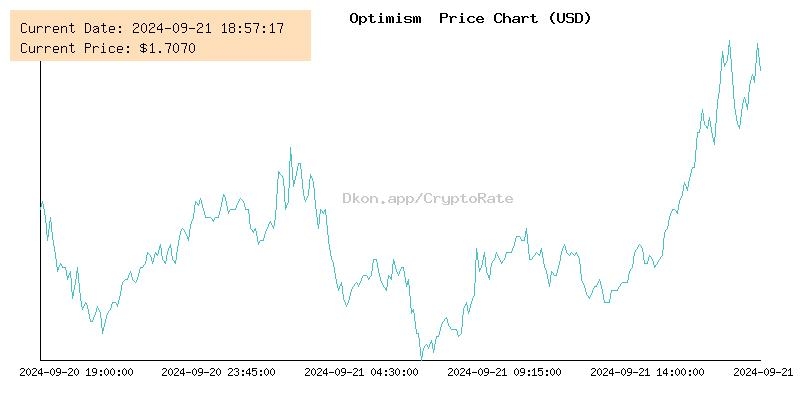 Optimism  Price Chart (USD)
Current Date: 2024-09-21 18:57:17
Current Price: $1.7070
Dkon.app/CryptoRate
2024-09-20 19:00:00 2024-09-20 23:45:00 2024-09-21 04:30:00 2024-09-21 09:15:00 2024-09-21 14:00:00 2024-09-21